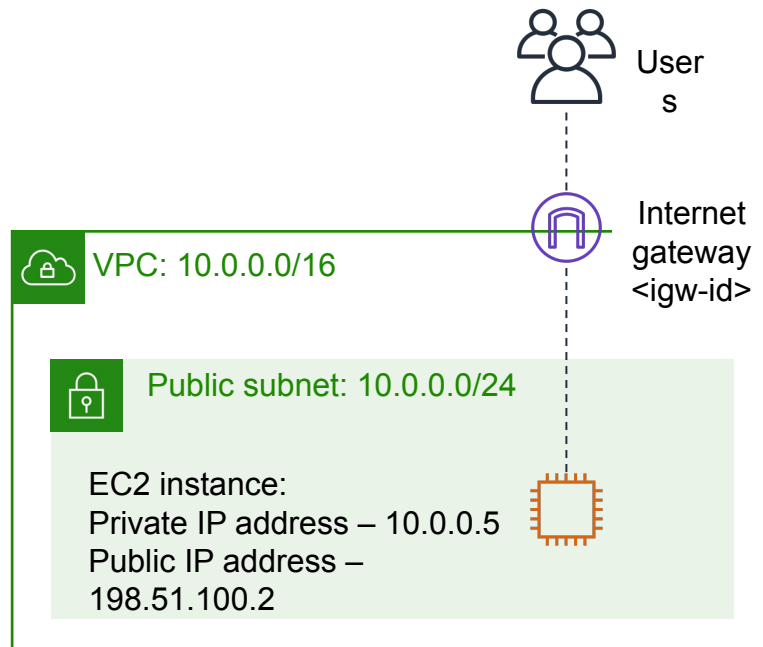 User
s
Internet
gateway
<igw-id>
VPC: 10.0.0.0/16
Public subnet: 10.0.0.0/24
EC2 instance:
Private IP address – 10.0.0.5
Public IP address –
198.51.100.2